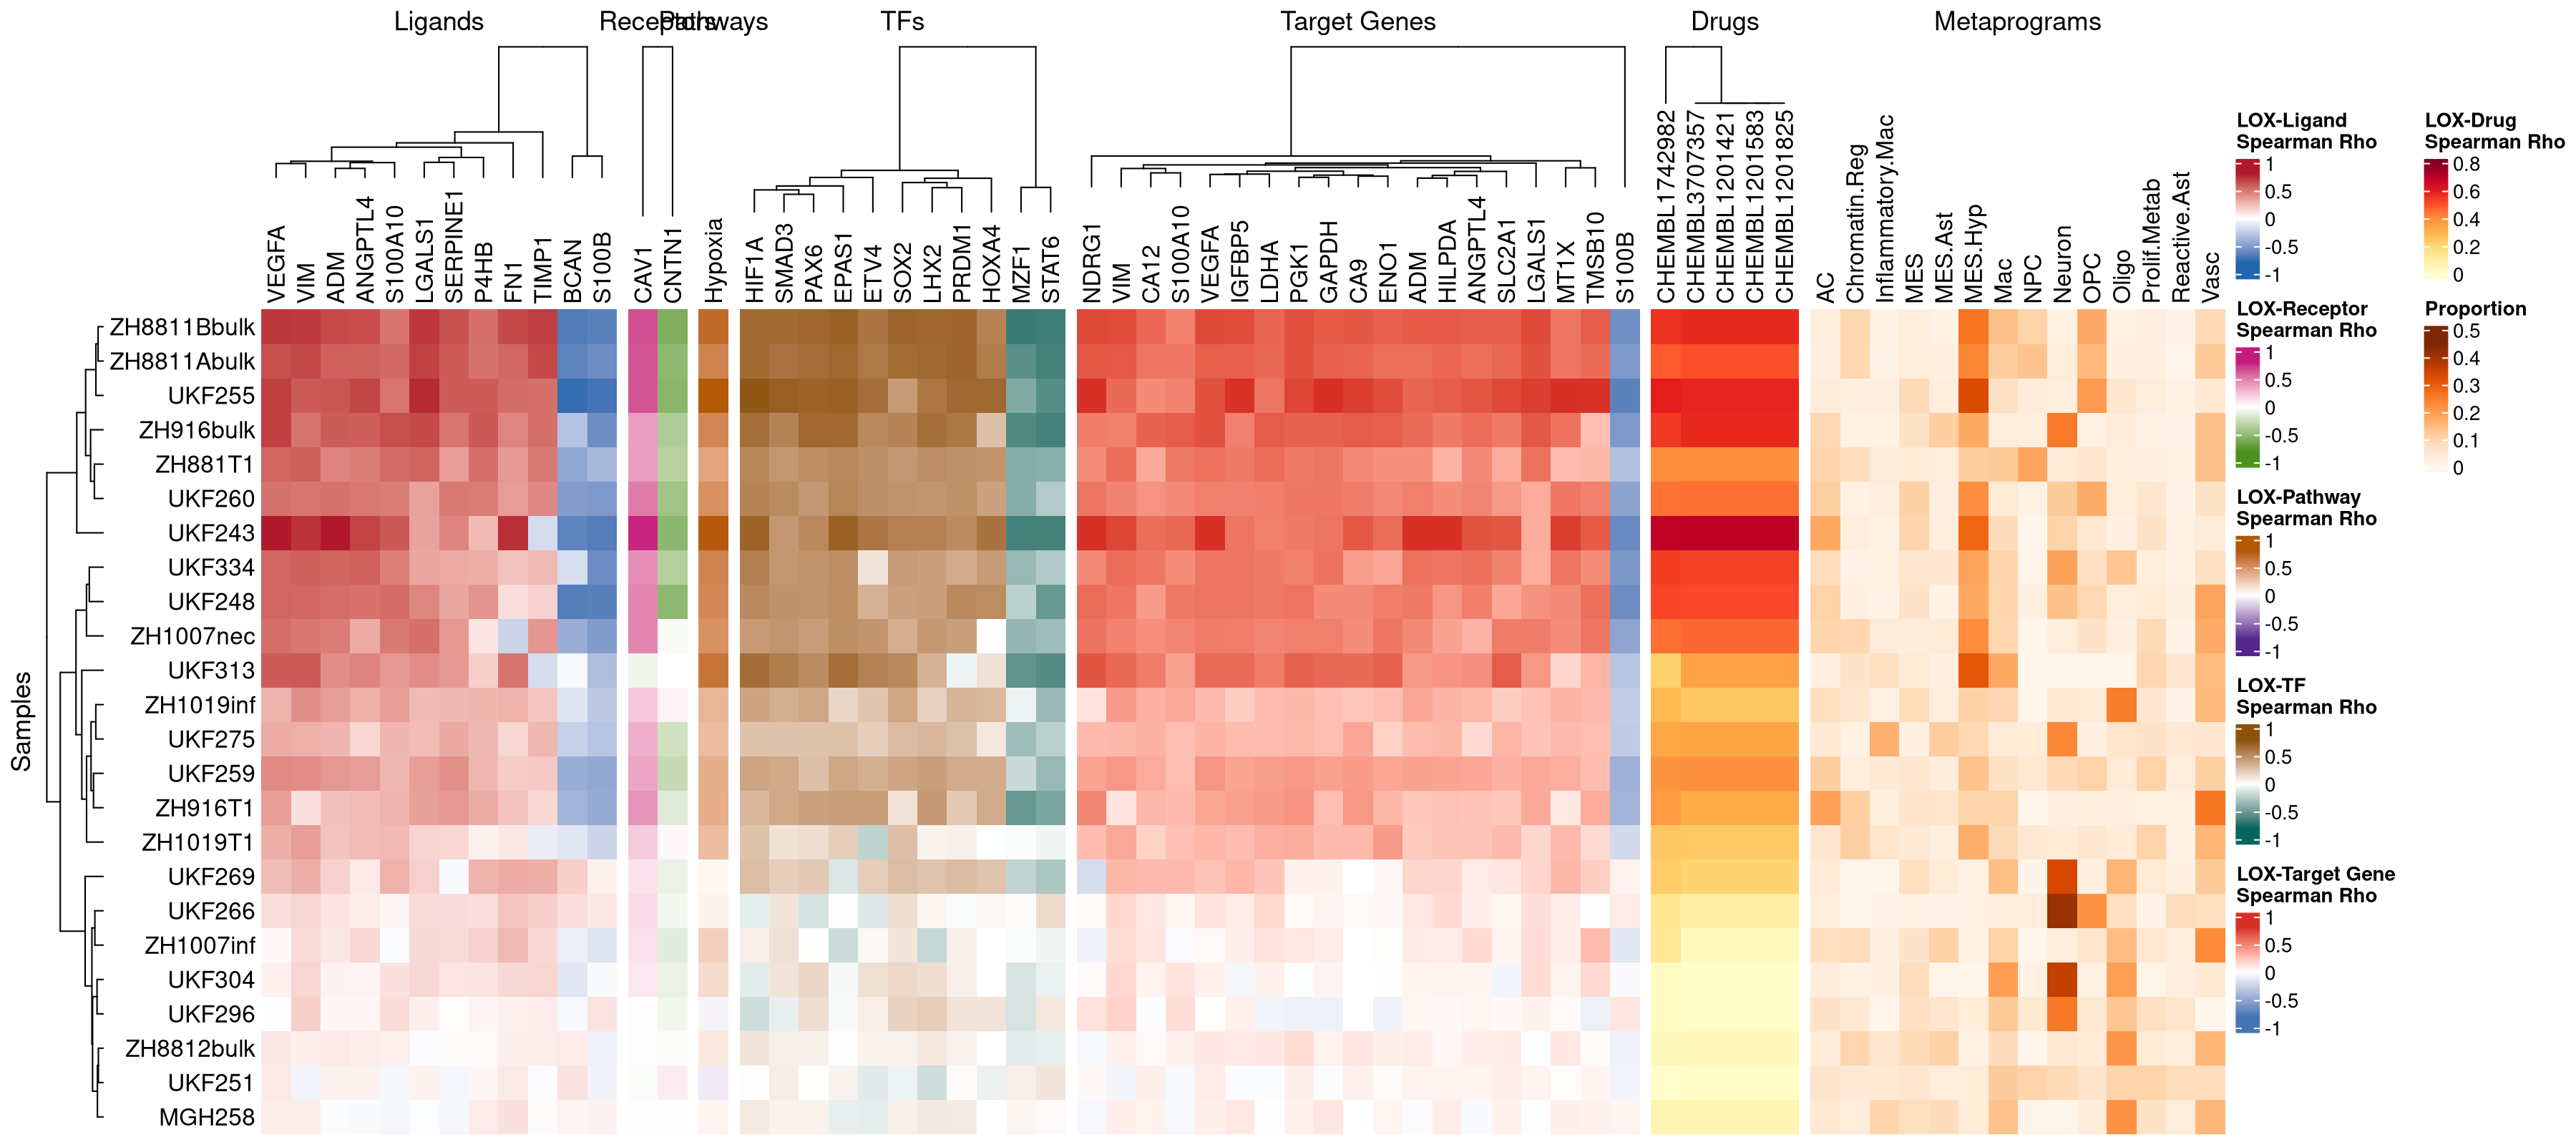 Ligands Receptors Pathways TFs Target Genes Drugs Metaprograms
VEGFA VIM ADM ANGPTL4 S100A10 LGALS1 SERPINE1 P4HB FN1 TIMP1 BCAN S100B
CAV1 CNTN1
Hypoxia
HIF1A SMAD3 PAX6 EPAS1 ETV4 SOX2 LHX2 PRDM1 HOXA4 MZF1 STAT6
NDRG1 VIM CA12 S100A10 VEGFA IGFBP5 LDHA PGK1 GAPDH CA9 ENO1 ADM HILPDA ANGPTL4 SLC2A1 LGALS1 MT1X TMSB10 S100B
CHEMBL1742982 CHEMBL3707357 CHEMBL1201421 CHEMBL1201583 CHEMBL1201825
AC Chromatin.Reg Inflammatory.Mac MES MES.Ast MES.Hyp Mac NPC Neuron OPC Oligo Prolif.Metab Reactive.Ast Vasc
Samples
ZH8811Bbulk
ZH8811Abulk
UKF255
ZH916bulk
ZH881T1
UKF260
UKF243
UKF334
UKF248
ZH1007nec
UKF313
ZH1019inf
UKF275
UKF259
ZH916T1
ZH1019T1
UKF269
UKF266
ZH1007inf
UKF304
UKF296
ZH8812bulk
UKF251
MGH258
LOX-Ligand
Spearman Rho
1
0.5
0
-0.5
-1
LOX-Receptor
Spearman Rho
1
0.5
0
-0.5
-1
LOX-Pathway
Spearman Rho
1
0.5
0
-0.5
-1
LOX-TF
Spearman Rho
1
0.5
0
-0.5
-1
LOX-Target Gene
Spearman Rho
1
0.5
0
-0.5
-1
LOX-Drug
Spearman Rho
0.8
0.6
0.4
0.2
0
Proportion
0.5
0.4
0.3
0.2
0.1
0